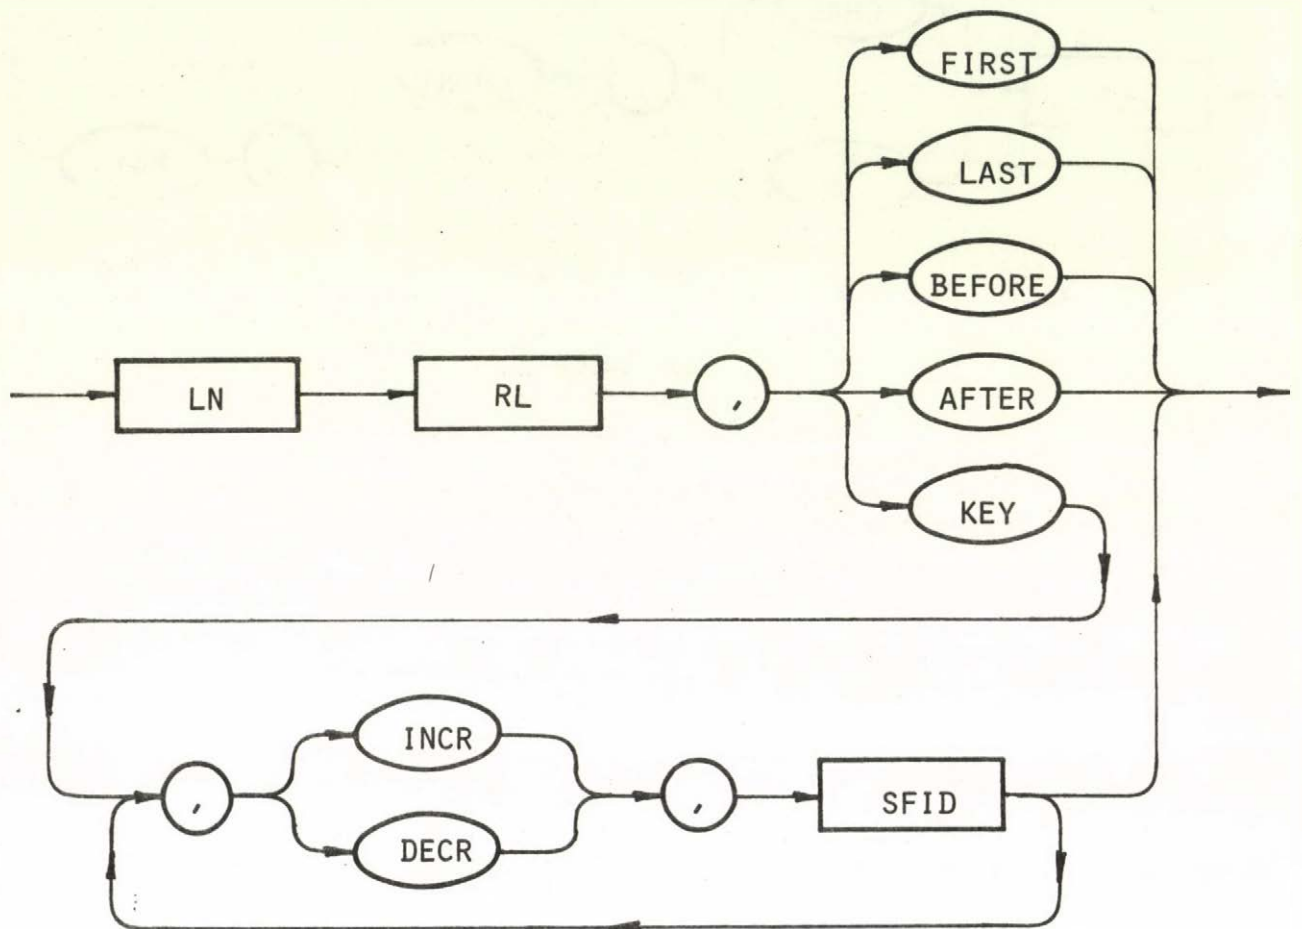 FIRST
LAST
BEFORE
LN RL , AFTER
KEY
INCR
, , SFID
DECR